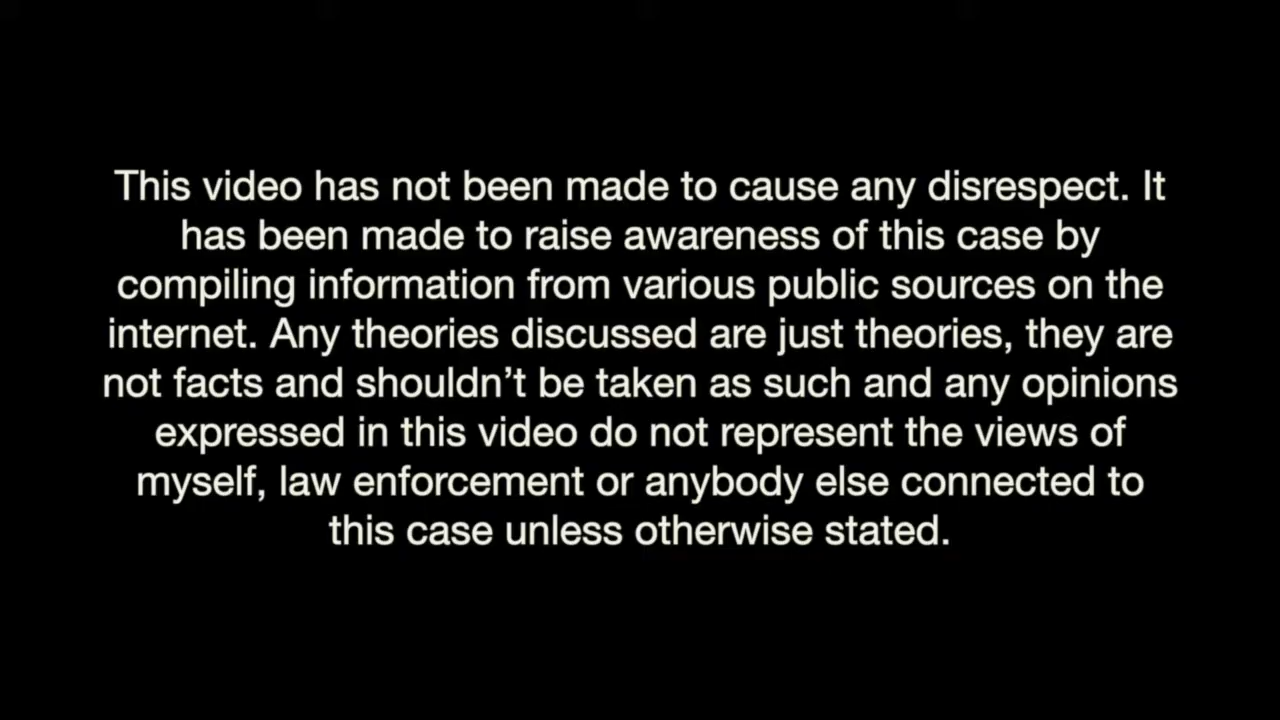 This video has not been made to cause any disrespect. It
has been made to raise awareness of this case by
compiling information from various public sources on the
internet. Any theories discussed are just theories, they are
not facts and shouldn’t be taken as such and any opinions
expressed in this video do not represent the views of
myself, law enforcement or anybody else connected to
this case unless otherwise stated.